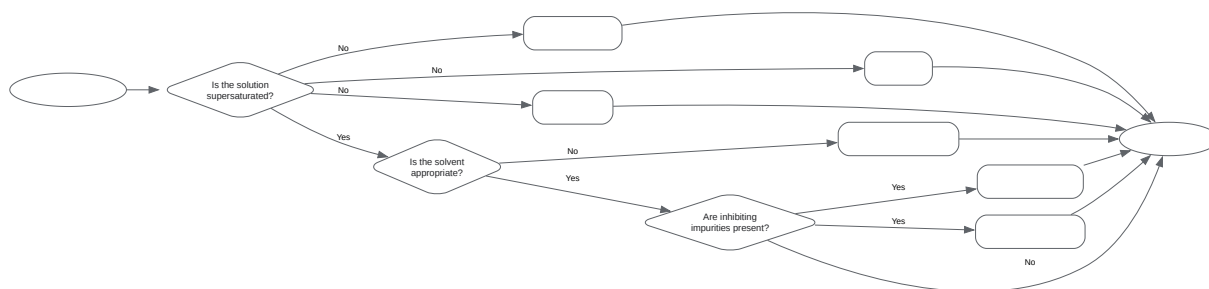 No
Is the solution
supersaturated?
No
No
Yes
Is the solvent
appropriate?
No
Yes
Are inhibiting
impurities present?
Yes
Yes
No